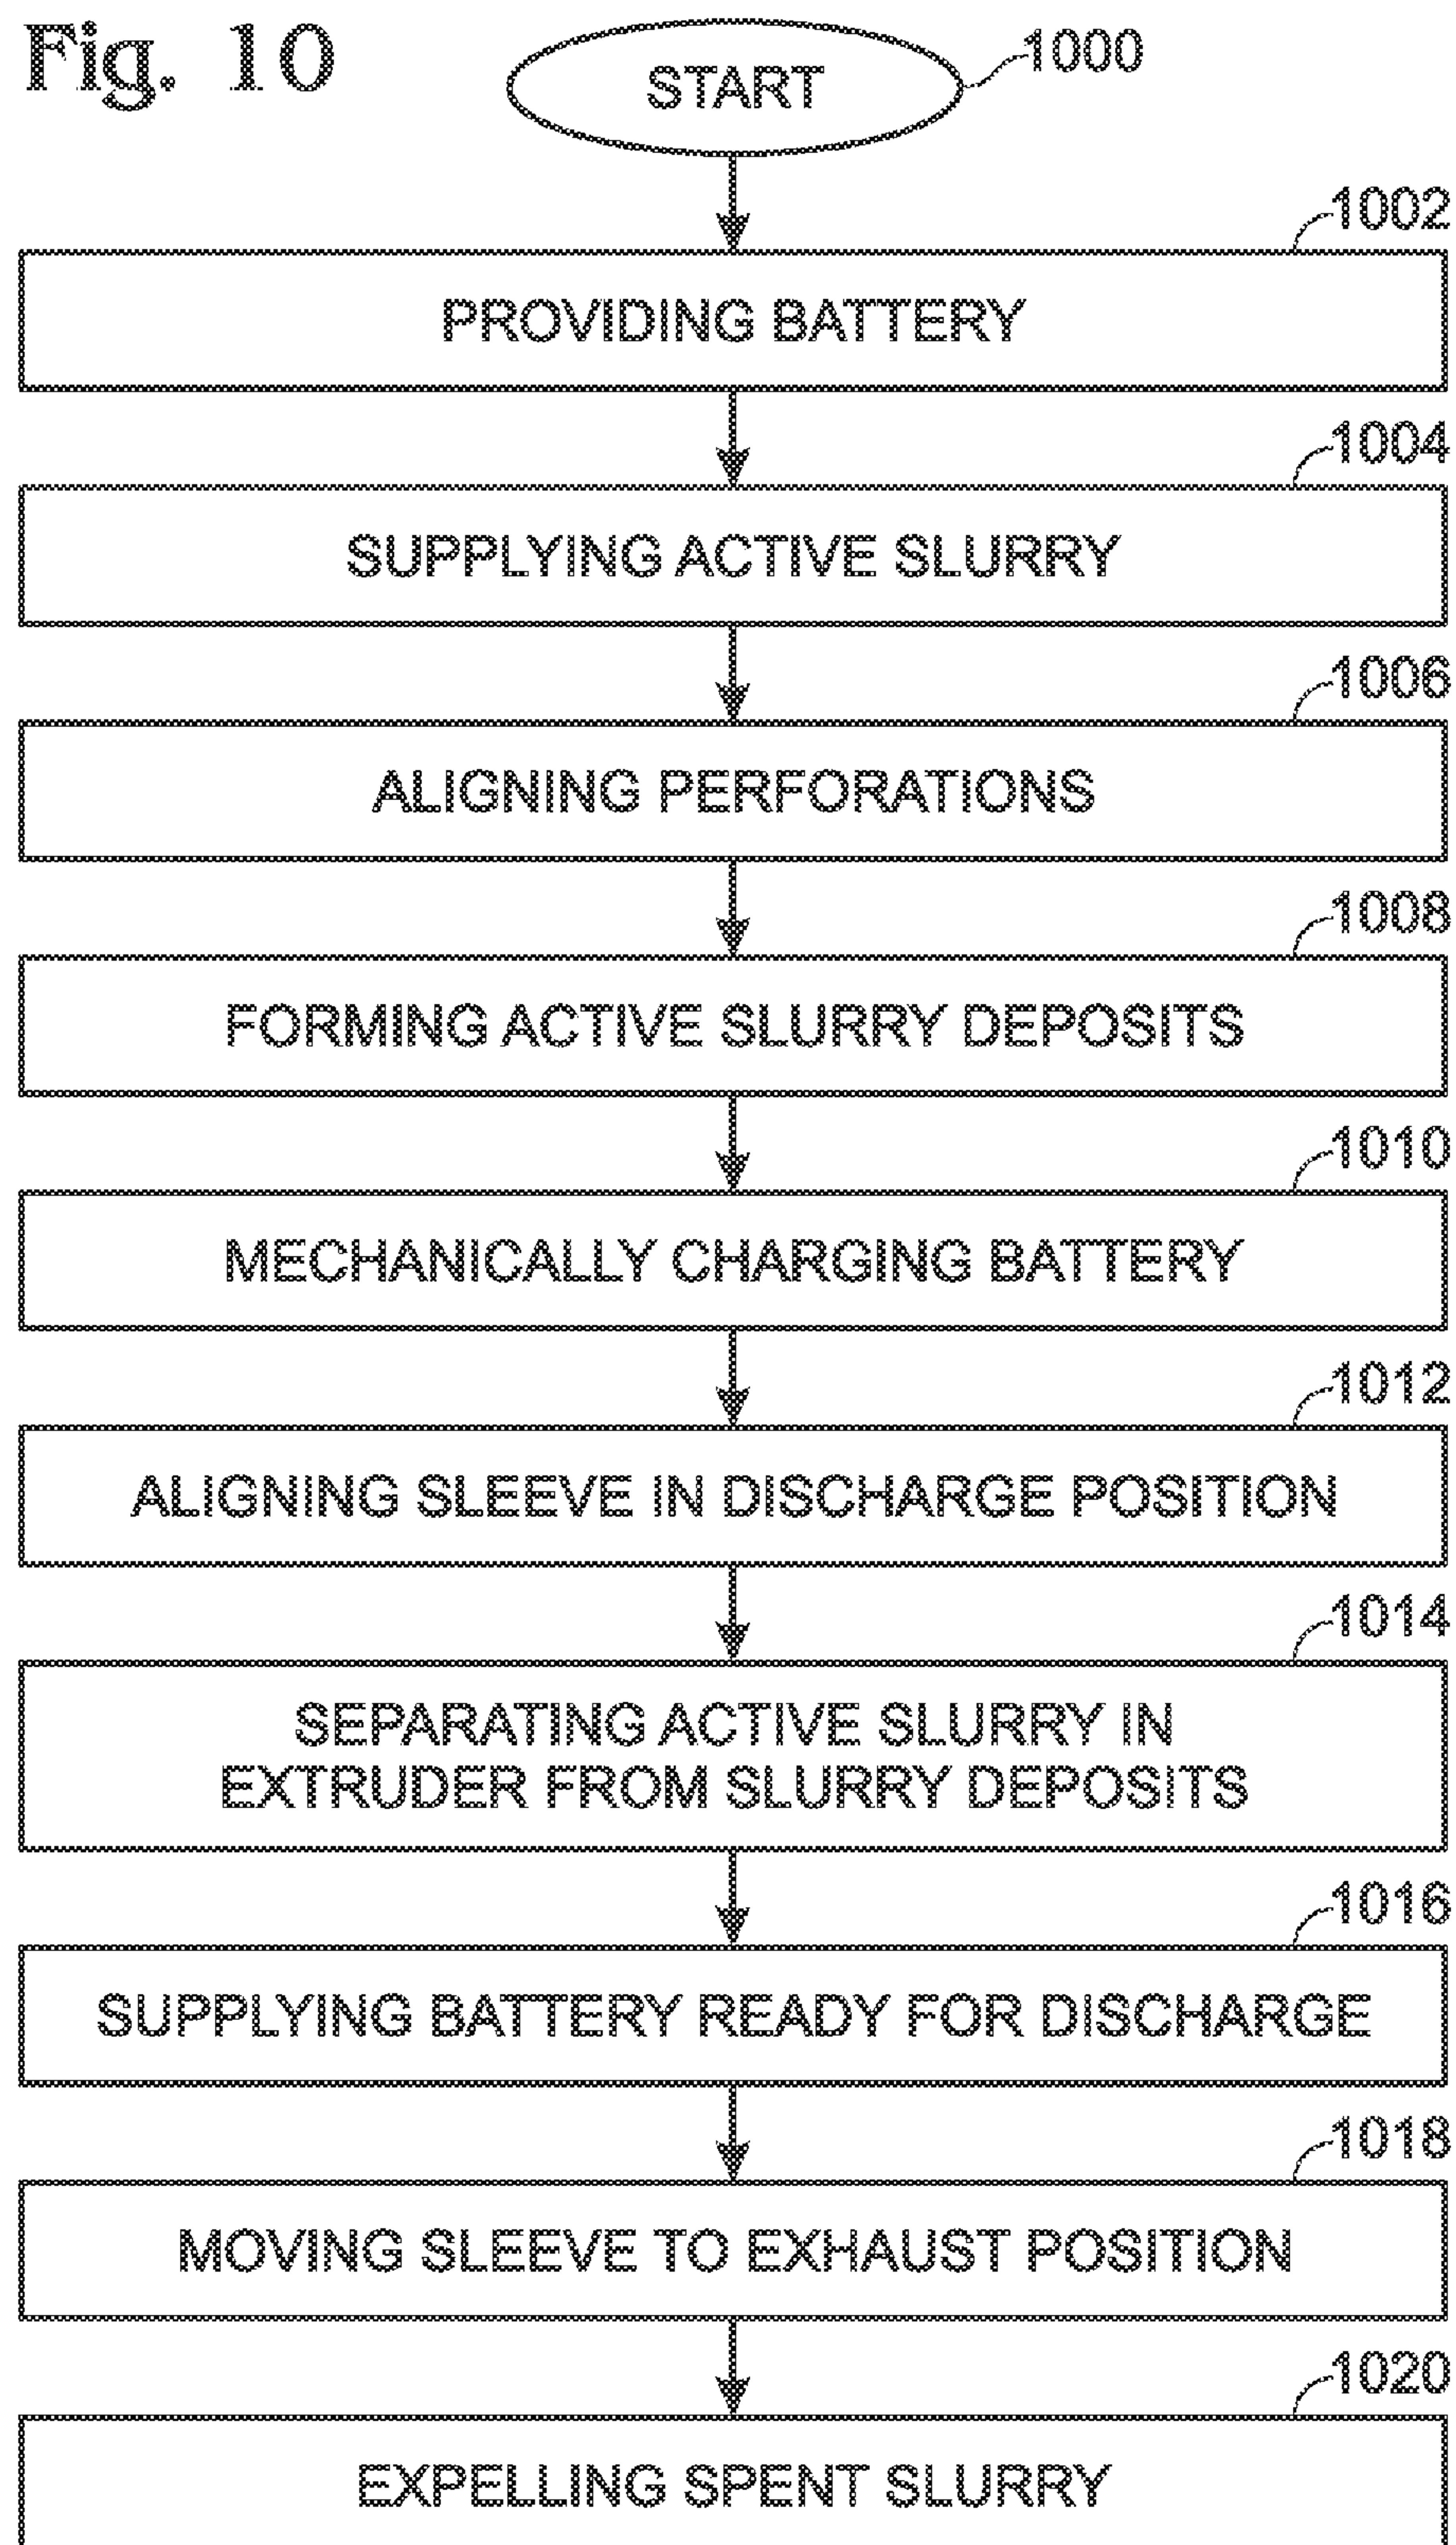 Fig. 10
START
1000
1002
PROVIDING BATTERY
1004
SUPPLYING ACTIVE SLURRY
1006
ALIGNING PERFORATIONS
1008
FORMING ACTIVE SLURRY DEPOSITS
1010
MECHANICALLY CHARGING BATTERY
1012
ALIGNING SLEEVE IN DISCHARGE POSITION
1014
SEPARATING ACTIVE SLURRY IN
EXTRUDER FROM SLURRY DEPOSITS
1016
SUPPLYING BATTERY READY FOR DISCHARGE
1018
MOVING SLEEVE TO EXHAUST POSITION
1020
EXPELLING SPENT SLURRY